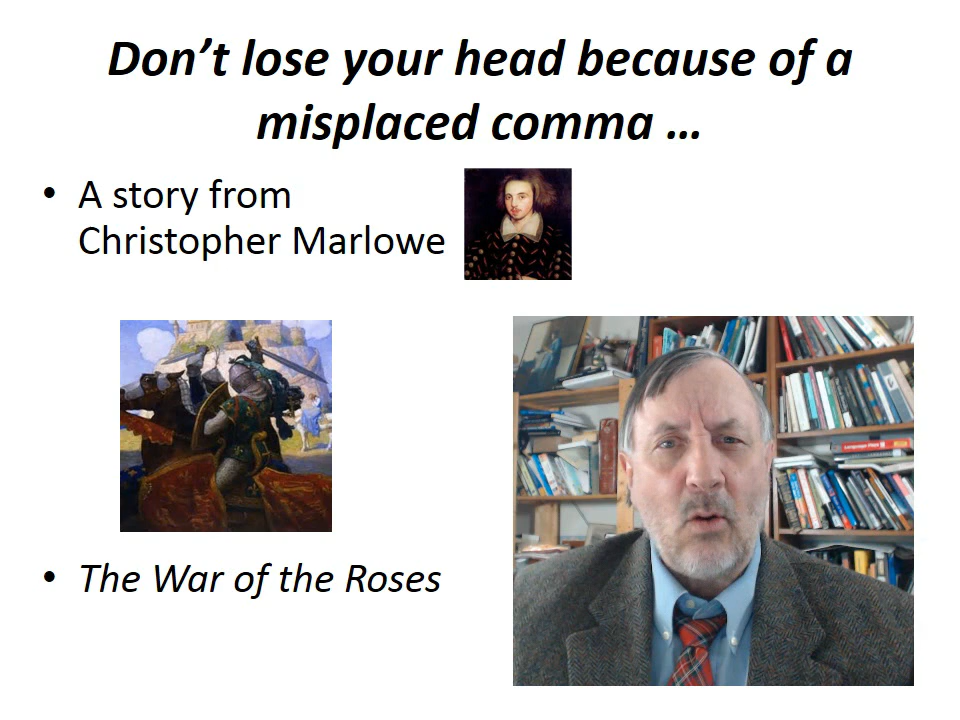 Don’t lose your head because of a
misplaced comma …
• A story from
Christopher Marlowe
• The War of the Roses